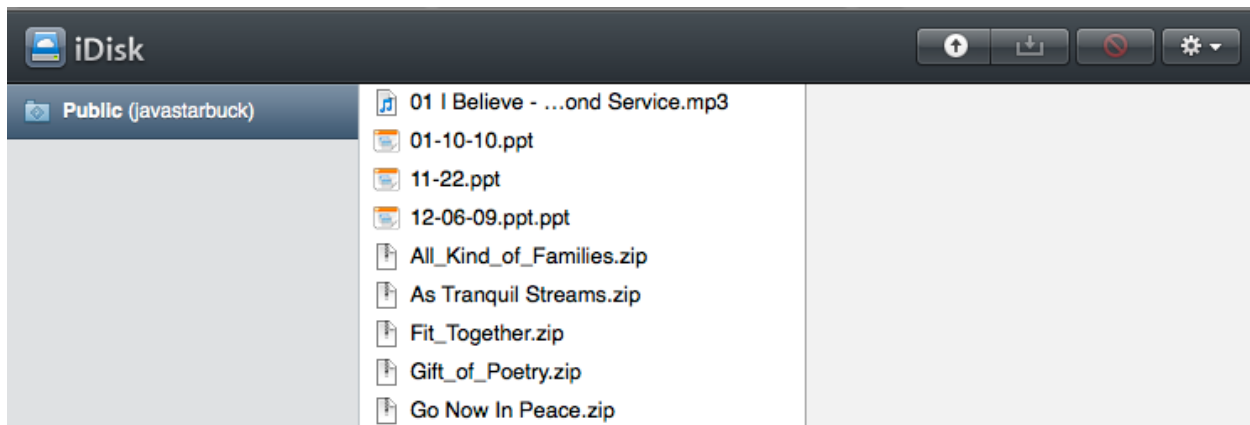 iDisk
Public (javastarbuck)
01 I Believe - ...ond Service.mp3
01-10-10.ppt
11-22.ppt
12-06-09.ppt.ppt
All_Kind_of_Families.zip
As Tranquil Streams.zip
Fit_Together.zip
Gift_of_Poetry.zip
Go Now In Peace.zip